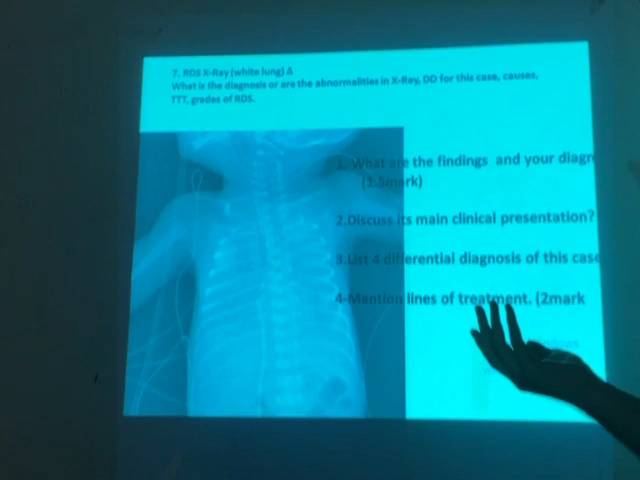 7. RDS X-Ray (white lung) Δ
What is the diagnosis or are the abnormalities in X-Ray, DD for this case, causes,
TTT, grades of RDS.
1. What are the findings and your diagn
(1.5mark)
2.Discuss its main clinical presentation?
3.List 4 differential diagnosis of this case
4-Mention lines of treatment. (2mark